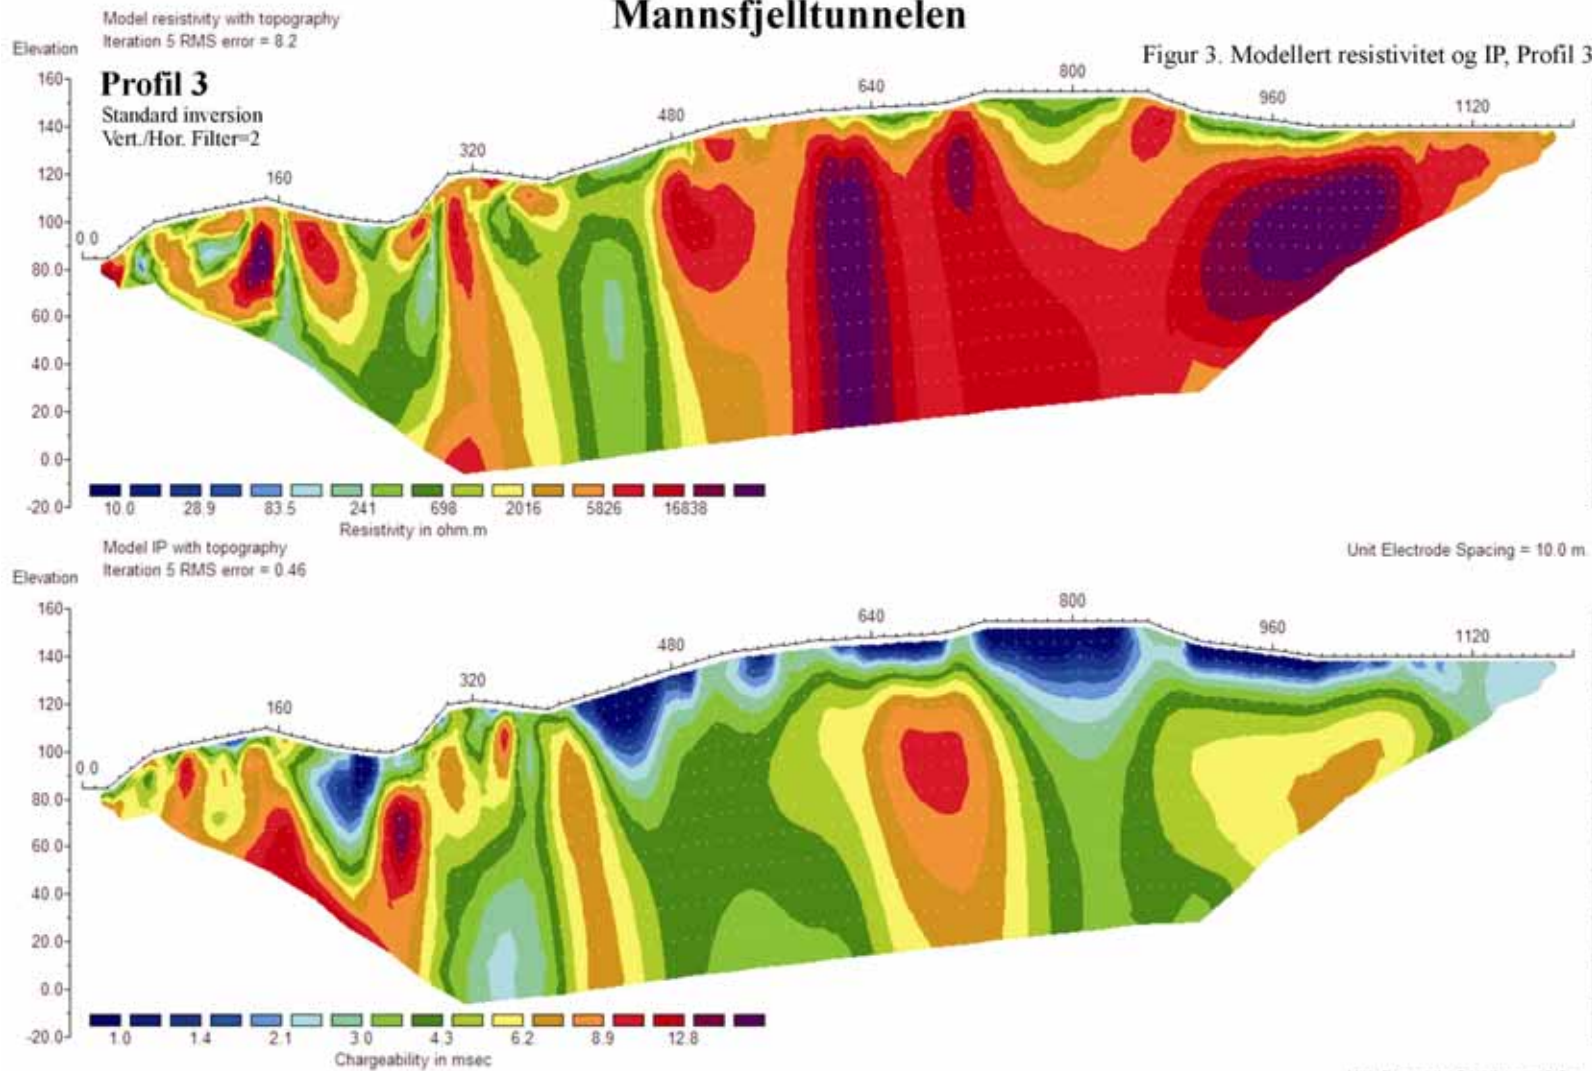 Mannsfjelltunnelen
Model resistivity with topography
Iteration 5 RMS error = 8.2
Elevation
Figur 3. Modellert resistivitet og IP, Profil 3
Profil 3
Standard inversion
Vert./Hor. Filter=2
160
140
120
100
80.0
60.0
40.0
20.0
0.0
-20.0
0.0
160
320
480
640
800
960
1120
10.0 28.9 83.5 241 698 2016 5826 16838
Resistivity in ohm.m
Model IP with topography
Iteration 5 RMS error = 0.46
Unit Electrode Spacing = 10.0 m.
Elevation
160
140
120
100
80.0
60.0
40.0
20.0
0.0
-20.0
0.0
160
320
480
640
800
960
1120
1.0 1.4 2.1 3.0 4.3 6.2 8.9 12.8
Chargeability in msec